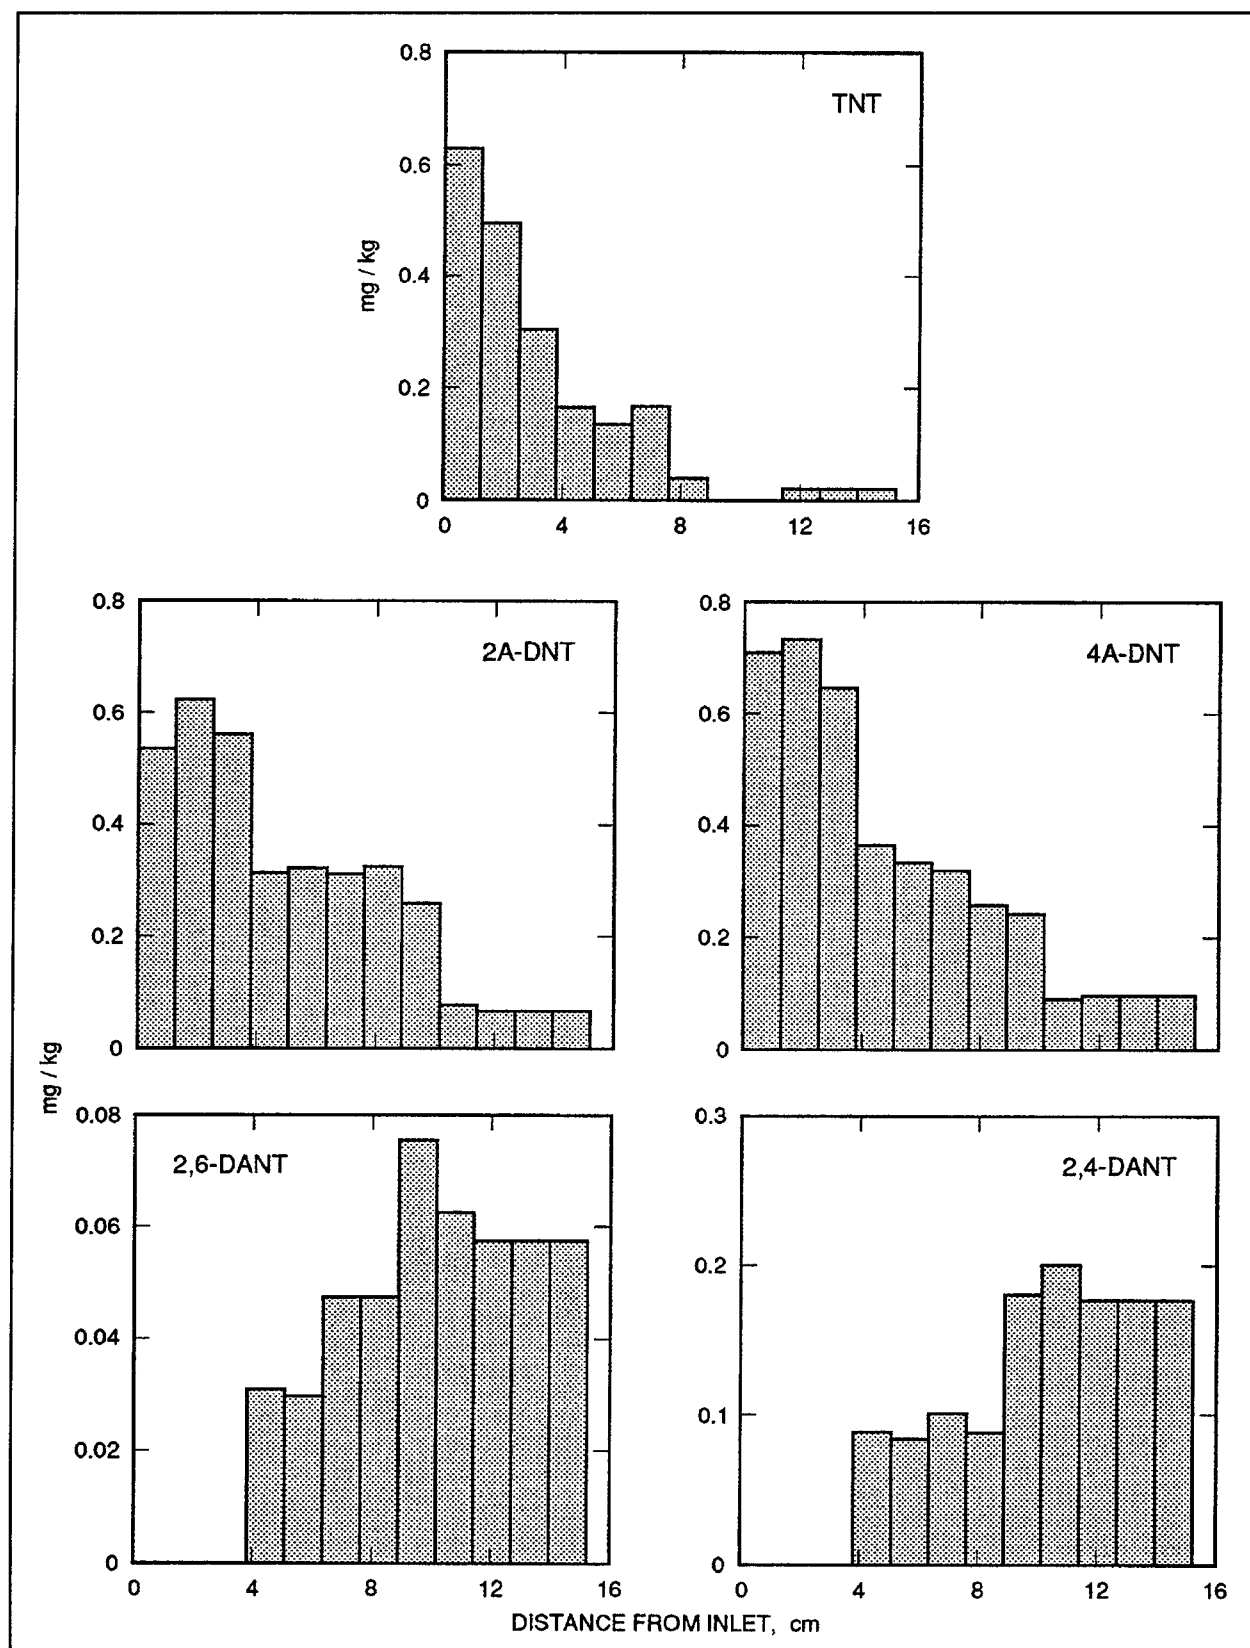 0.8
TNT
0.6
mg / kg
0.4
0.2
0
0 4 8 12 16
0.8 0.8
2A-DNT 4A-DNT
0.6 0.6
0.4 0.4
0.2 0.2
0 0
mg / kg
0.08 0.3
2,6-DANT 2,4-DANT
0.06
0.2
0.04
0.1
0.02
0 0
0 4 8 12 16 0 4 8 12 16
DISTANCE FROM INLET, cm